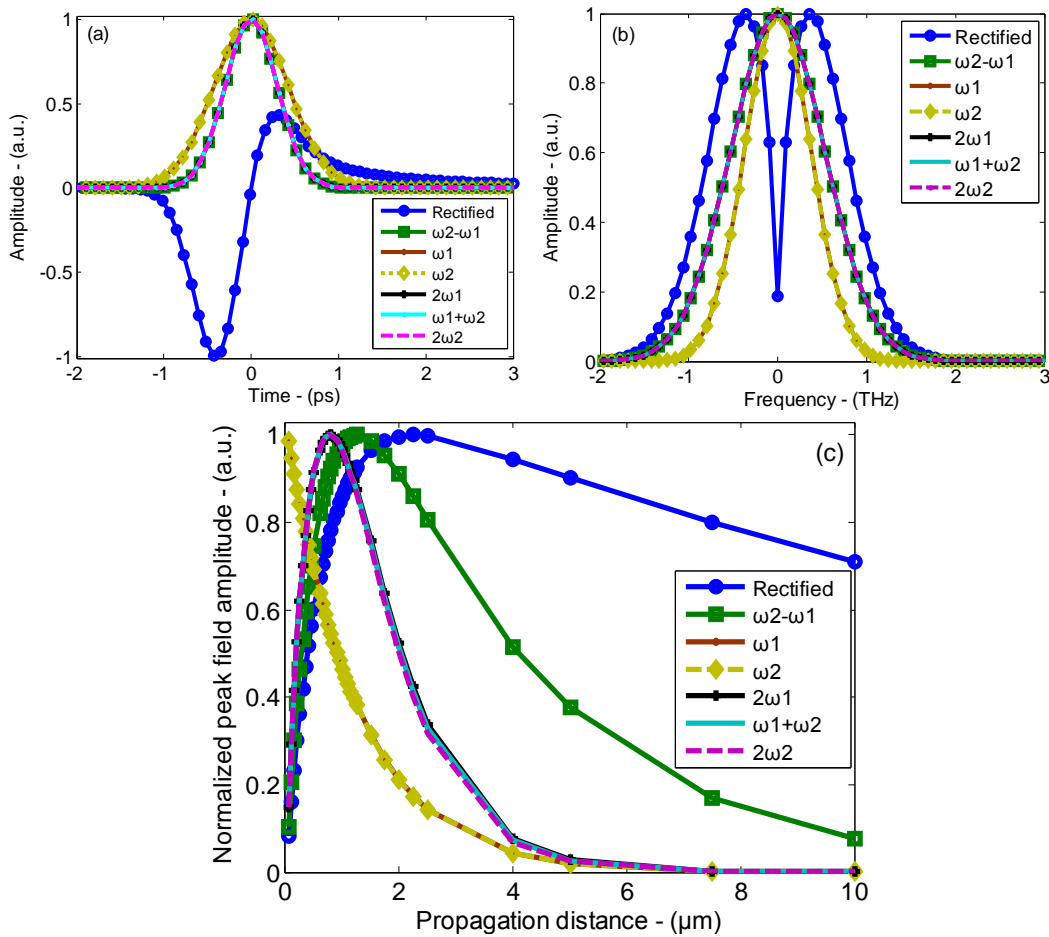 (a)
Amplitude - (a.u.)
1
0.5
0
-0.5
-1
-2
-1
0
1
2
3
Time - (ps)
Rectified
ω2-ω1
ω1
ω2
2ω1
ω1+ω2
2ω2
(b)
Amplitude - (a.u.)
1
0.8
0.6
0.4
0.2
-2
-1
0
1
2
3
Frequency - (THz)
Rectified
ω2-ω1
ω1
ω2
2ω1
ω1+ω2
2ω2
(c)
Normalized peak field amplitude - (a.u.)
1
0.8
0.6
0.4
0.2
0
0
2
4
6
8
10
Propagation distance - (μm)
Rectified
ω2-ω1
ω1
ω2
2ω1
ω1+ω2
2ω2